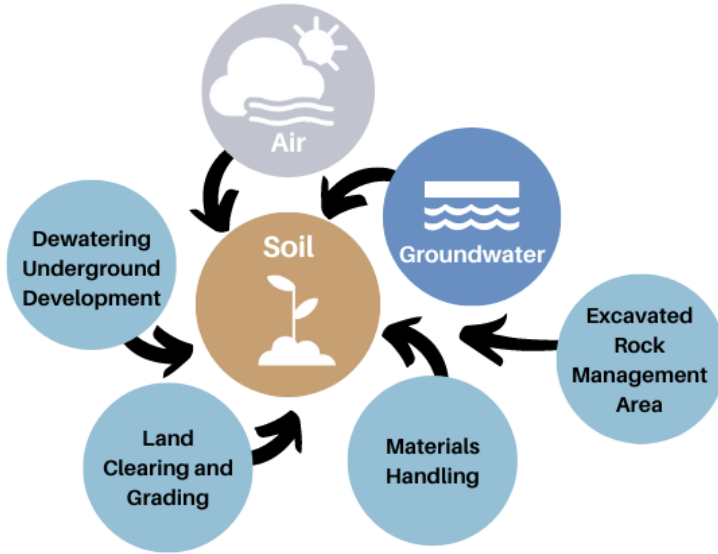 Air
Groundwater
Soil
Dewatering
Underground
Development
Excavated
Rock
Management
Area
Land
Clearing and
Grading
Materials
Handling